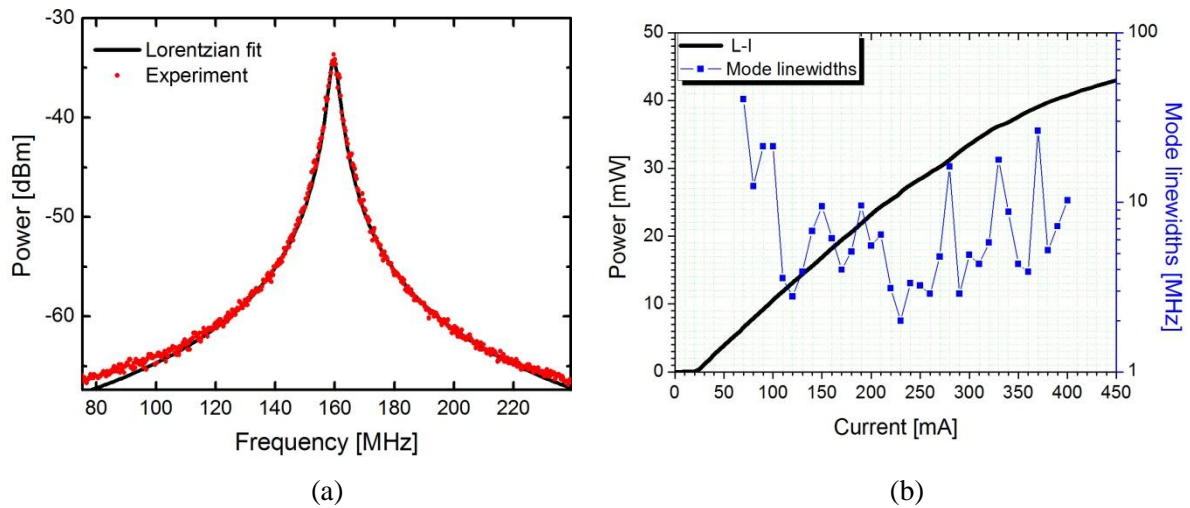 -30
-40
-50
-60
Power [dBm]
Lorentzian fit
Experiment
80 100 120 140 160 180 200 220
Frequency [MHz]
(a)
50
40
30
20
10
0
Power [mW]
L-I
Mode linewidths
100
10
1
Mode linewidths [MHz]
0 50 100 150 200 250 300 350 400 450
Current [mA]
(b)